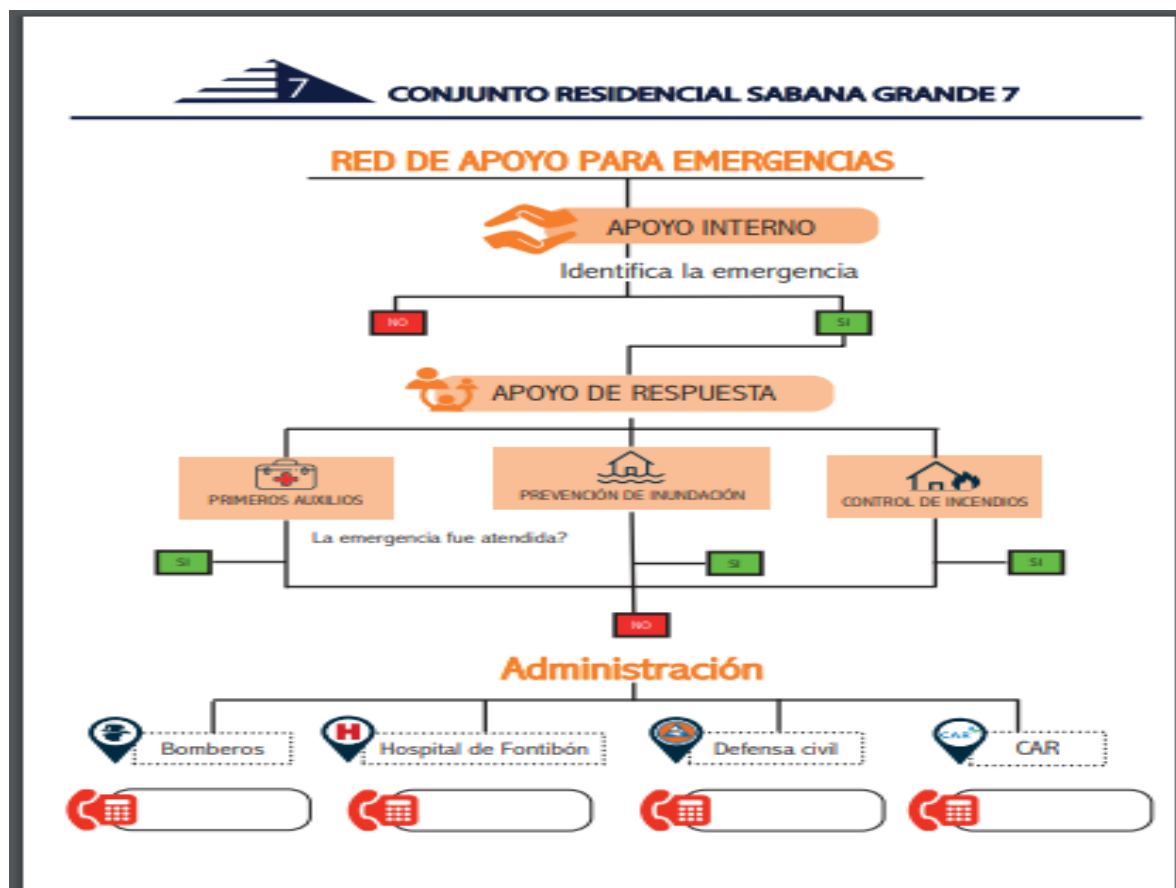 7
CONJUNTO RESIDENCIAL SABANA GRANDE 7
RED DE APOYO PARA EMERGENCIAS
APOYO INTERNO
Identifica la emergencia
NO
SI
APOYO DE RESPUESTA
PRIMEROS AUXILIOS
PREVENCIÓN DE INUNDACIÓN
CONTROL DE INCENDIOS
La emergencia fue atendida?
SI
SI
SI
NO
Administración
Bomberos
H
Hospital de Fontibón
Defensa civil
CAR
CAR